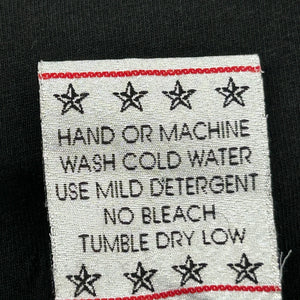 HAND OR MACHINE
WASH COLD WATER
USE MILD DETERGENT
NO BLEACH
TUMBLE DRY LOW